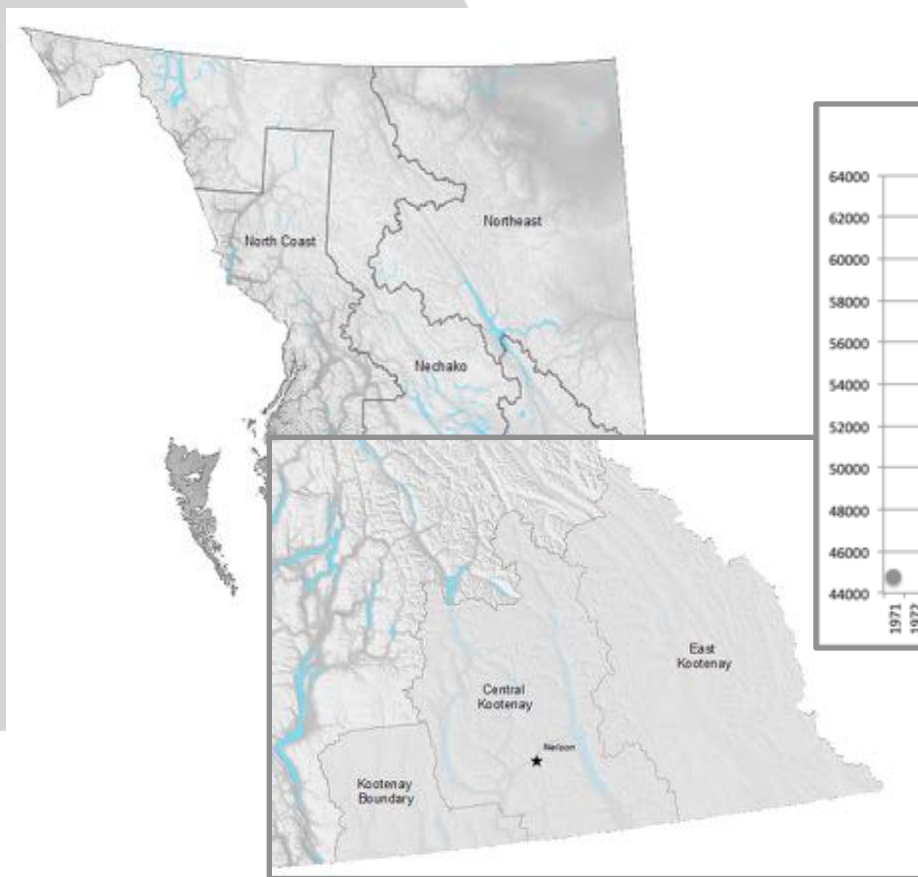 Northeast
North Coast
Nechako
East
Kootenay
Central
Kootenay
Nelson
Kootenay
Boundary
64000
62000
60000
58000
56000
54000
52000
50000
48000
46000
44000
1971
1972